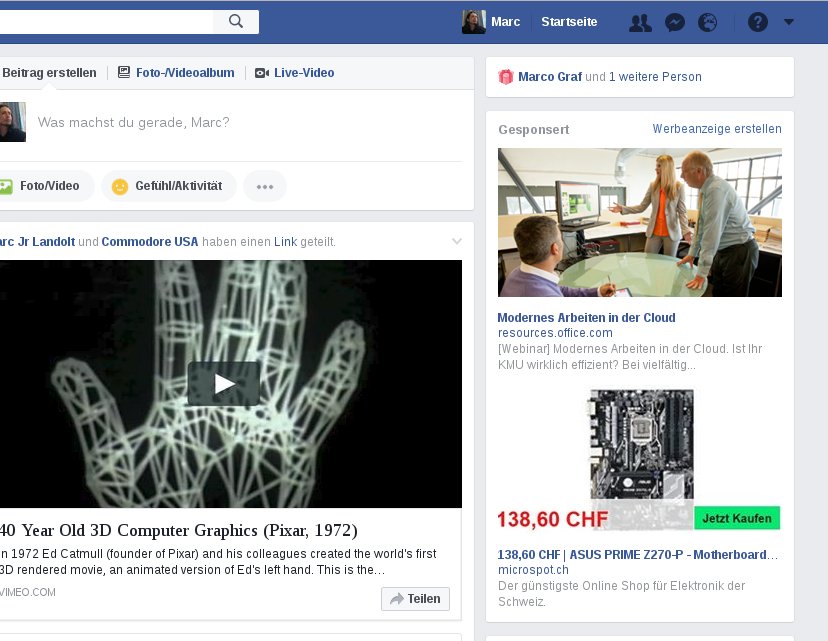 Marc Startseite
Beitrag erstellen Foto-/Videoalbum Live-Video
Was machst du gerade, Marc?
Foto/Video Gefühl/Aktivität
Jr Landolt und Commodore USA haben einen Link geteilt.
40 Year Old 3D Computer Graphics (Pixar, 1972)
n 1972 Ed Catmull (founder of Pixar) and his colleagues created the world's first
3D rendered movie, an animated version of Ed's left hand. This is the...
VIMEO.COM
Teilen
Marco Graf und 1 weitere Person
Gesponsert Werbeanzeige erstellen
Modernes Arbeiten in der Cloud
resources.office.com
[Webinar] Modernes Arbeiten in der Cloud. Ist Ihr
KMU wirklich effizient? Bei vielfältig...
138,60 CHF Jetzt Kaufen
138,60 CHF | ASUS PRIME Z270-P - Motherboard...
microspot.ch
Der günstigste Online Shop für Elektronik der
Schweiz.